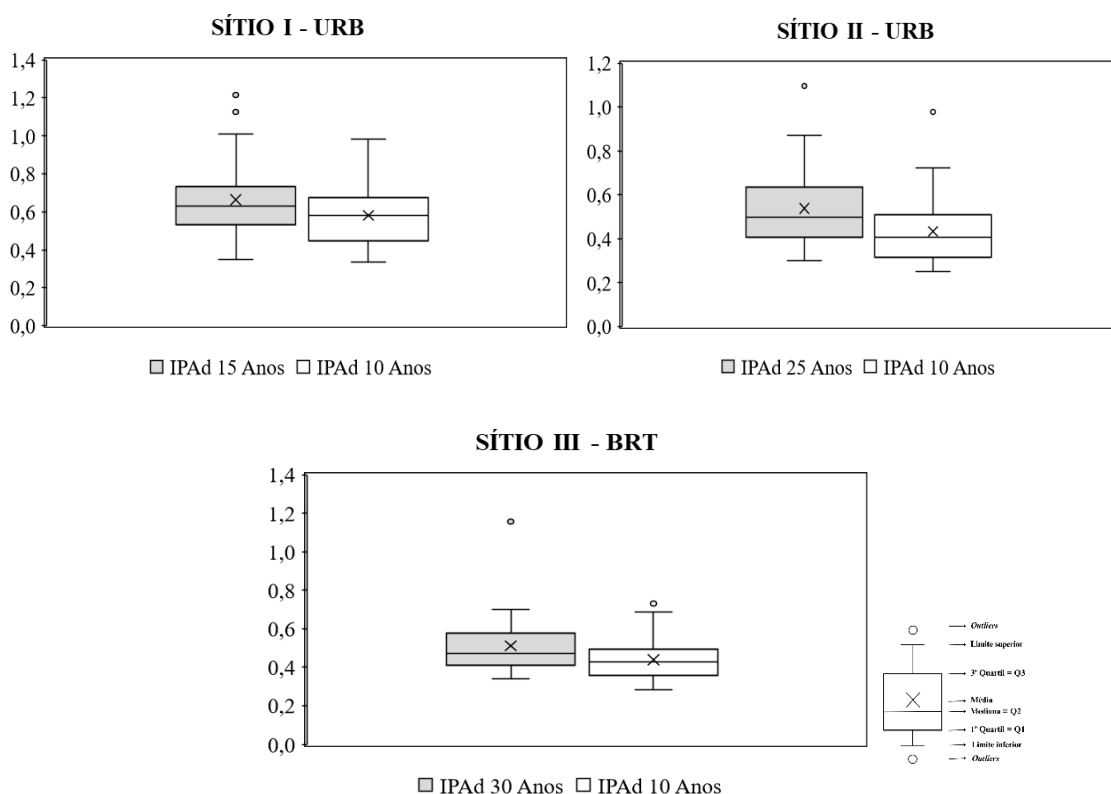 SÍTIO I - URB
1,4
1,2
1,0
0,8
0,6
0,4
0,2
0,0
IPAd 15 Anos IPAd 10 Anos
SÍTIO II - URB
1,2
1,0
0,8
0,6
0,4
0,2
0,0
IPAd 25 Anos IPAd 10 Anos
SÍTIO III - BRT
1,4
1,2
1,0
0,8
0,6
0,4
0,2
0,0
IPAd 30 Anos IPAd 10 Anos
Outliers
Limite superior
3º Quartil = Q3
Média
Mediana = Q2
1º Quartil = Q1
Limite inferior
Outliers